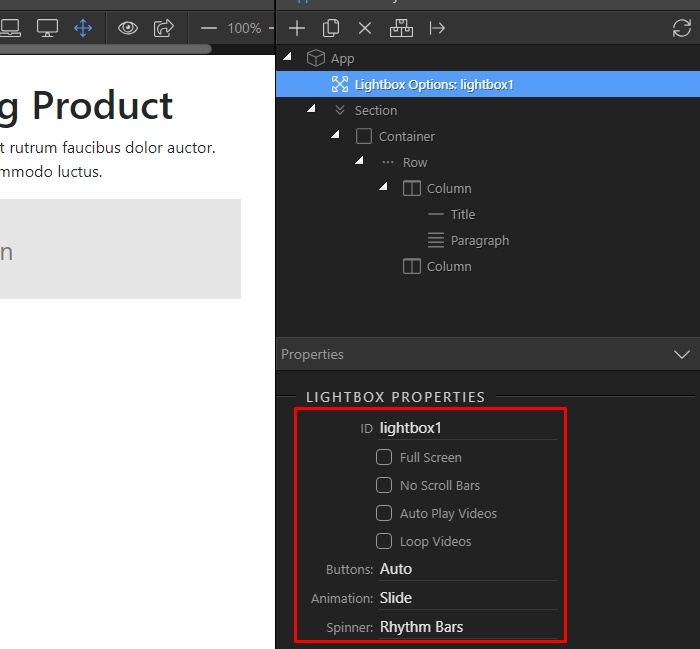 100%
g Product
t rutrum faucibus dolor auctor.
mmodo luctus.
n
App
Lightbox Options: lightbox1
Section
Container
Row
Column
Title
Paragraph
Column
Properties
LIGHTBOX PROPERTIES
ID lightbox1
Full Screen
No Scroll Bars
Auto Play Videos
Loop Videos
Buttons: Auto
Animation: Slide
Spinner: Rhythm Bars